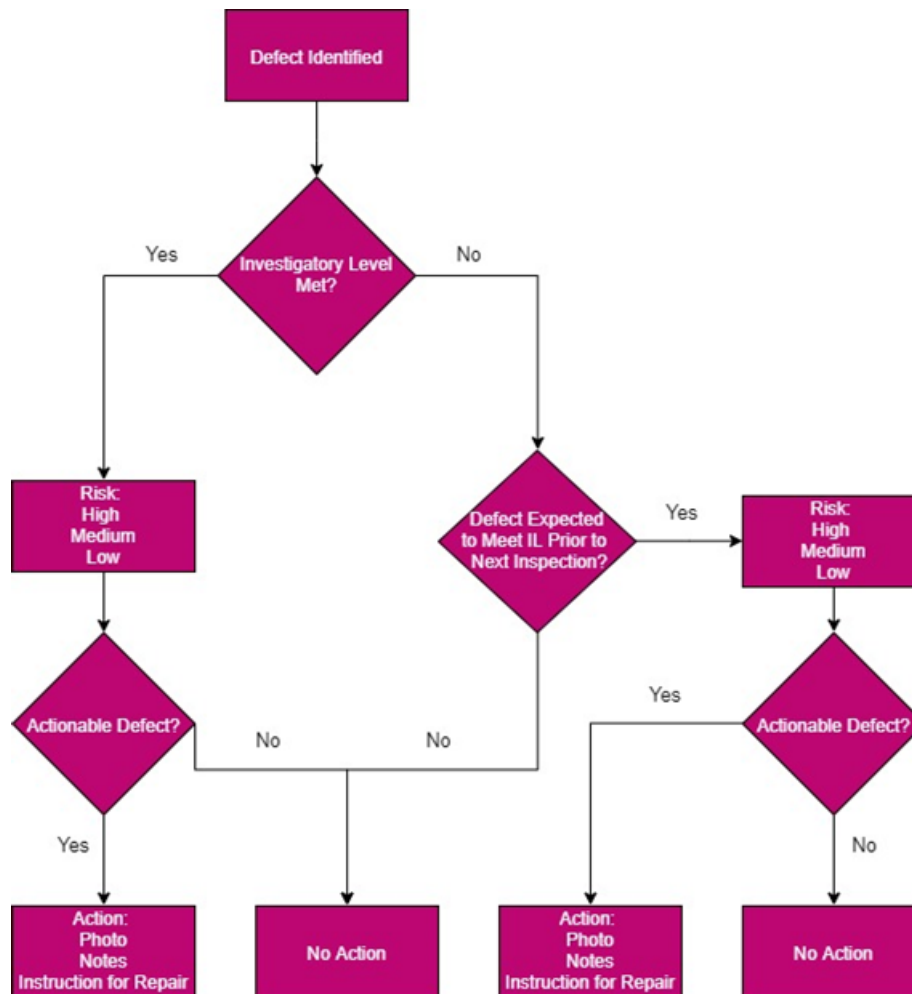 Defect Identified
Yes
No
Investigatory Level
Met?
Risk:
High
Medium
Low
Defect Expected
to Meet IL Prior to
Next Inspection?
Yes
Risk:
High
Medium
Low
Actionable Defect?
No
No
Yes
Actionable Defect?
Yes
No
Action:
Photo
Notes
Instruction for Repair
No Action
Action:
Photo
Notes
Instruction for Repair
No Action